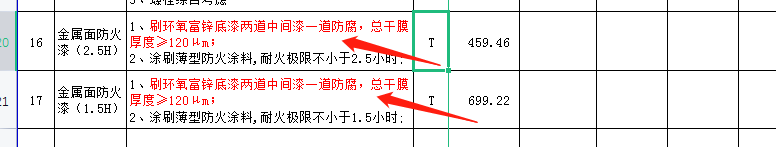 20
16
金属面防火
漆（2.5H）
1、刷环氧富锌底漆两道中间漆一道防腐，总干膜
厚度≥120μm；
2、涂刷薄型防火涂料,耐火极限不小于2.5小时;
T
459.46
21
17
金属面防火
漆（1.5H）
1、刷环氧富锌底漆两道中间漆一道防腐，总干膜
厚度≥120μm；
2、涂刷薄型防火涂料,耐火极限不小于1.5小时;
T
699.22